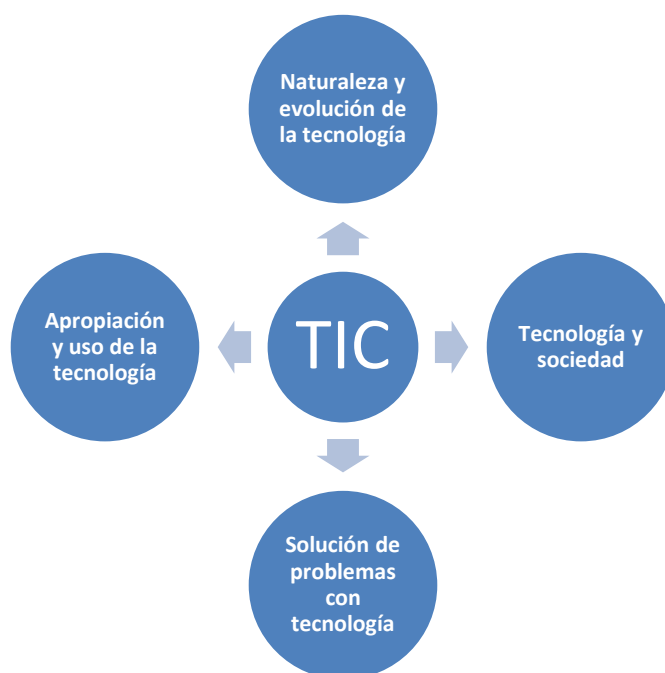 Naturaleza y
evolución de
la tecnología
Apropiación
y uso de la
tecnología
TIC
Tecnología y
sociedad
Solución de
problemas
con
tecnología